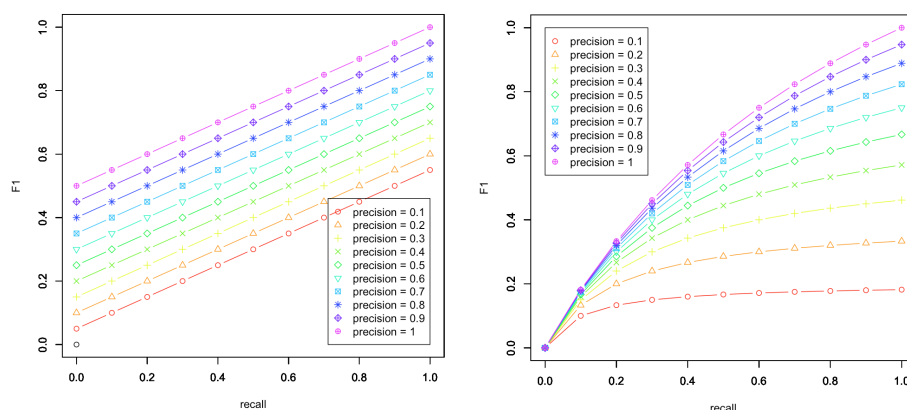 1.0
0.8
0.6
0.4
0.2
0.0
F1
0.0 0.2 0.4 0.6 0.8 1.0
recall
precision = 0.1
precision = 0.2
precision = 0.3
precision = 0.4
precision = 0.5
precision = 0.6
precision = 0.7
precision = 0.8
precision = 0.9
precision = 1
1.0
0.8
0.6
0.4
0.2
0.0
F1
0.0 0.2 0.4 0.6 0.8 1.0
recall
precision = 0.1
precision = 0.2
precision = 0.3
precision = 0.4
precision = 0.5
precision = 0.6
precision = 0.7
precision = 0.8
precision = 0.9
precision = 1